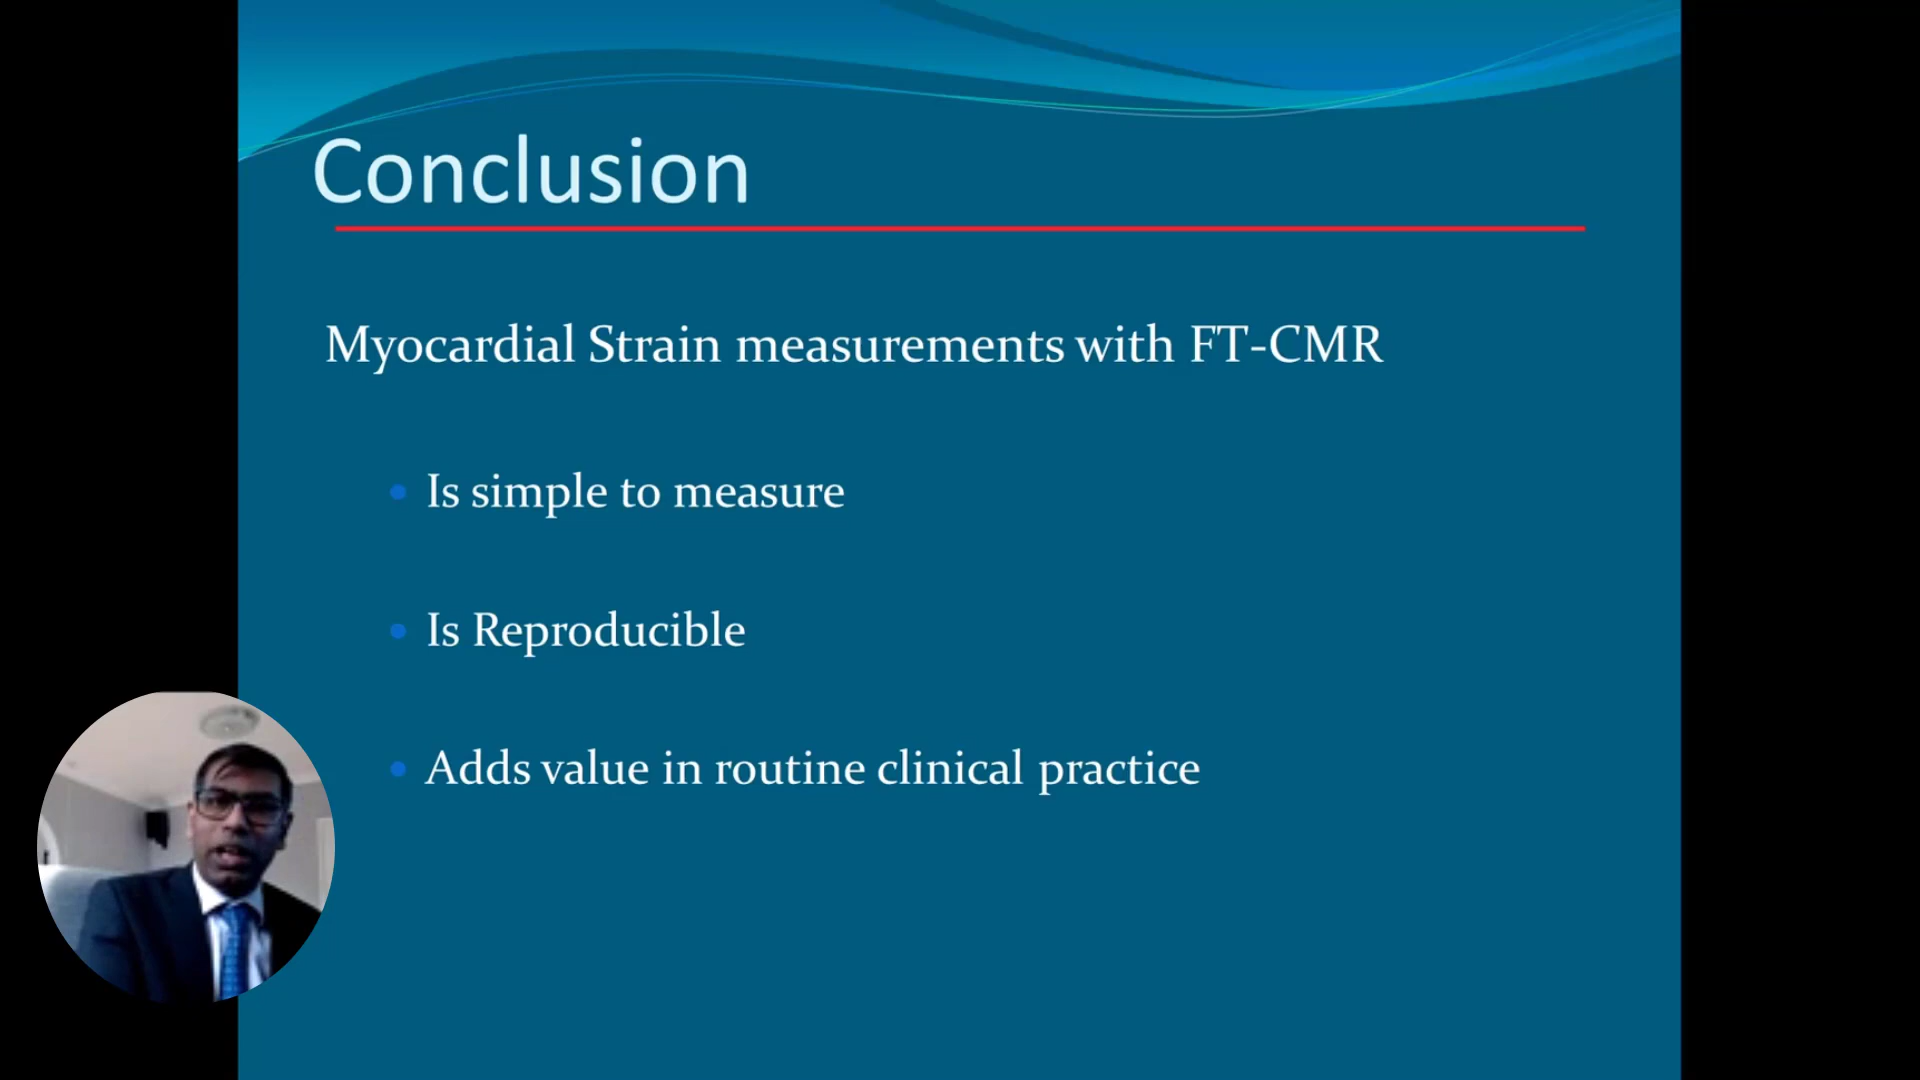 Conclusion
Myocardial Strain measurements with FT-CMR
Is simple to measure
Is Reproducible
Adds value in routine clinical practice